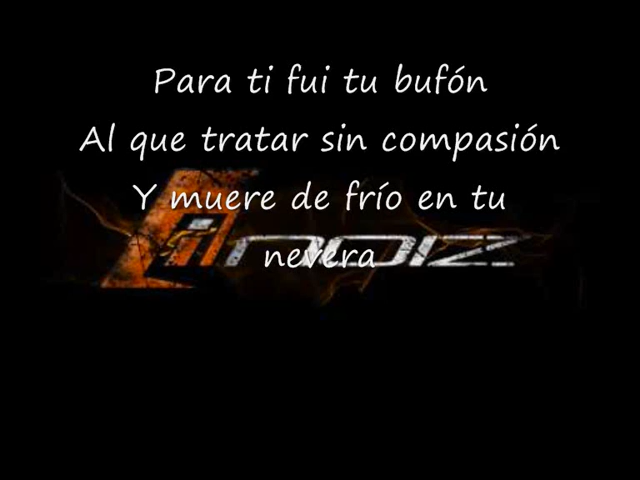 Para ti fui tu bufón
Al que tratar sin compasión
Y muere de frío en tu
nevera